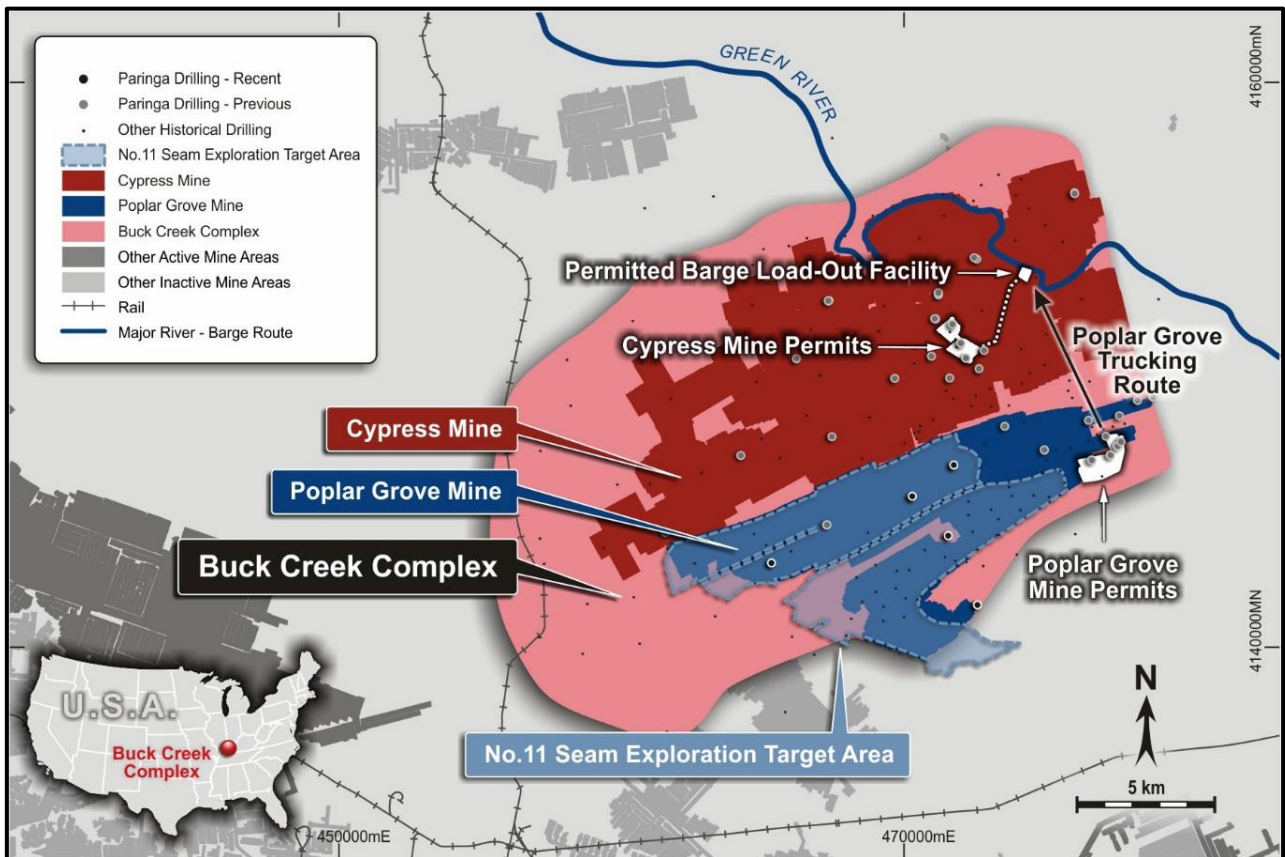 Paringa Drilling - Recent
Paringa Drilling - Previous
Other Historical Drilling
No.11 Seam Exploration Target Area
Cypress Mine
Poplar Grove Mine
Buck Creek Complex
Other Active Mine Areas
Other Inactive Mine Areas
Rail
Major River - Barge Route
GREEN RIVER
4160000mN
Permitted Barge Load-Out Facility
Cypress Mine Permits
Poplar Grove
Trucking
Route
Cypress Mine
Poplar Grove Mine
Buck Creek Complex
Poplar Grove
Mine Permits
4140000MN
No.11 Seam Exploration Target Area
U.S.A.
Buck Creek
Complex
N
5 km
450000mE
470000mE